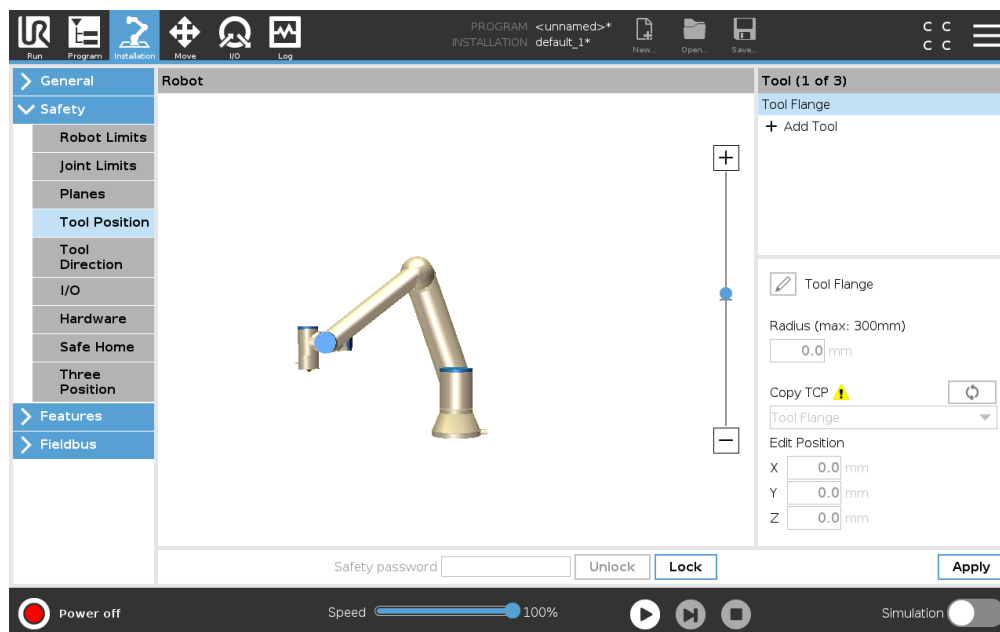 PROGRAM <unnamed>*
INSTALLATION default_1*
UR
Run
Program
Installation
Move
I/O
Log
New...
Open...
Save...
C C
C C
General
Safety
Robot Limits
Joint Limits
Planes
Tool Position
Tool
Direction
I/O
Hardware
Safe Home
Three
Position
Features
Fieldbus
Robot
+
−
Tool (1 of 3)
Tool Flange
+ Add Tool
Tool Flange
Radius (max: 300mm)
0.0 mm
Copy TCP
Tool Flange
Edit Position
X 0.0 mm
Y 0.0 mm
Z 0.0 mm
Safety password Unlock Lock
Apply
Power off
Speed 100%
Simulation